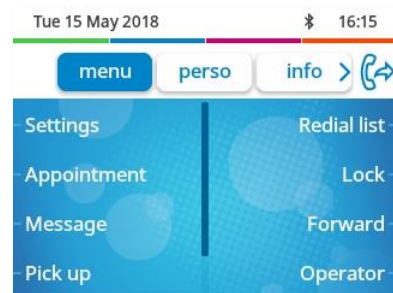 Tue 15 May 2018 16:15
menu perso info
Settings Redial list
Appointment Lock
Message Forward
Pick up Operator